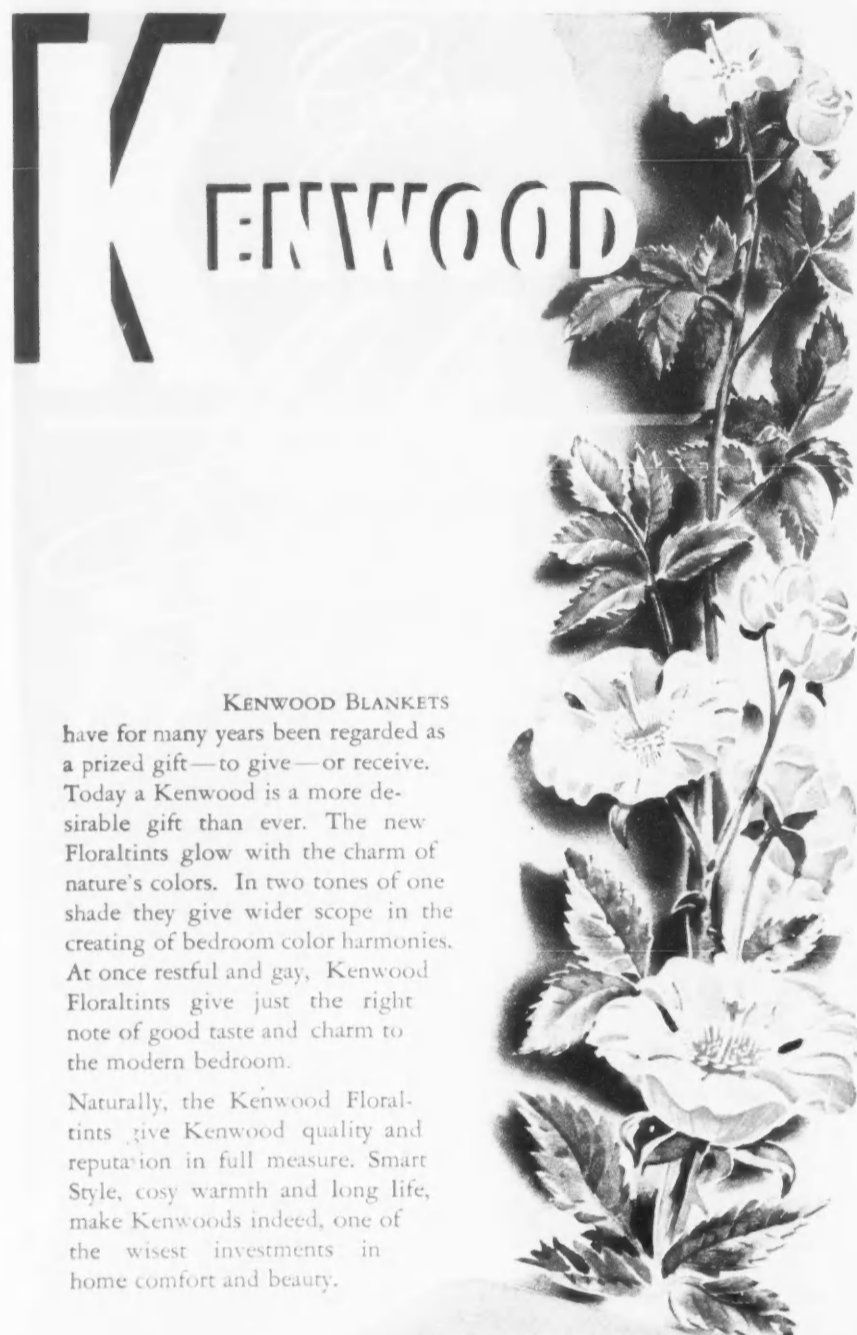 KENWOOD
KENWOOD BLANKETS
have for many years been regarded as
a prized gift—to give—or receive.
Today a Kenwood is a more de-
sirable gift than ever. The new
Floraltints glow with the charm of
nature's colors. In two tones of one
shade they give wider scope in the
creating of bedroom color harmonies.
At once restful and gay, Kenwood
Floraltints give just the right
note of good taste and charm to
the modern bedroom.
Naturally, the Kenwood Floral-
tints give Kenwood quality and
reputation in full measure. Smart
Style, cosy warmth and long life,
make Kenwoods indeed, one of
the wisest investments in
home comfort and beauty.